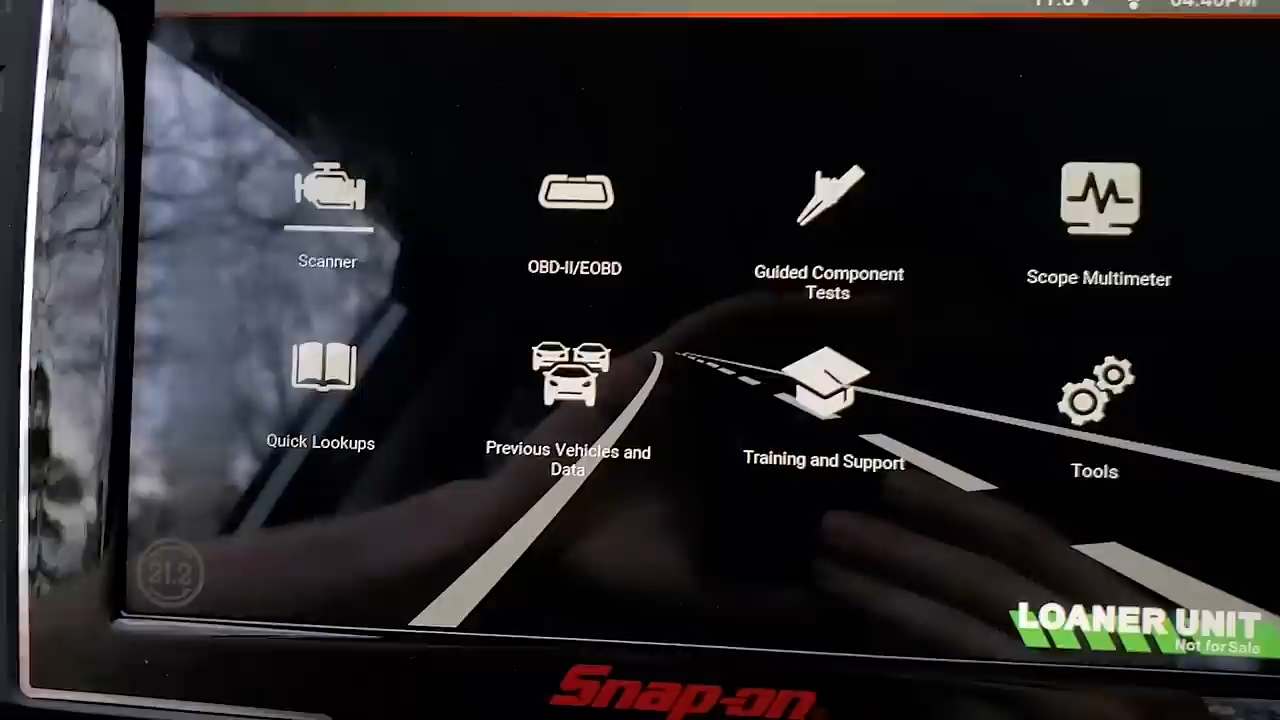 Scanner
OBD-II/EOBD
Guided Component
Tests
Scope Multimeter
Quick Lookups
Previous Vehicles and
Data
Training and Support
Tools
21.2
LOANER UNIT
Not for Sale
Snap-on